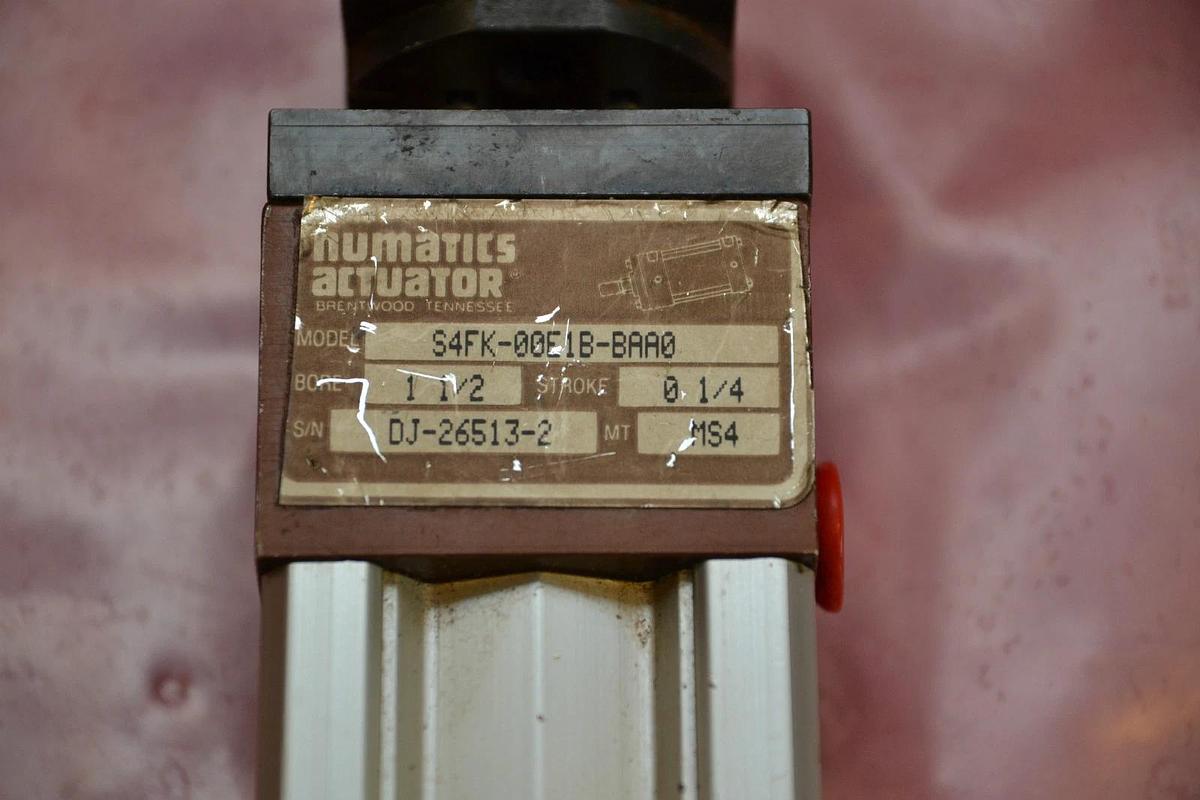 numatics
actuator
BRENTWOOD TENNESSEE
MODEL S4FK-00E1B-BAA0
BORE 1 1/2 STROKE 0 1/4
S/N DJ-26513-2 MT MS4